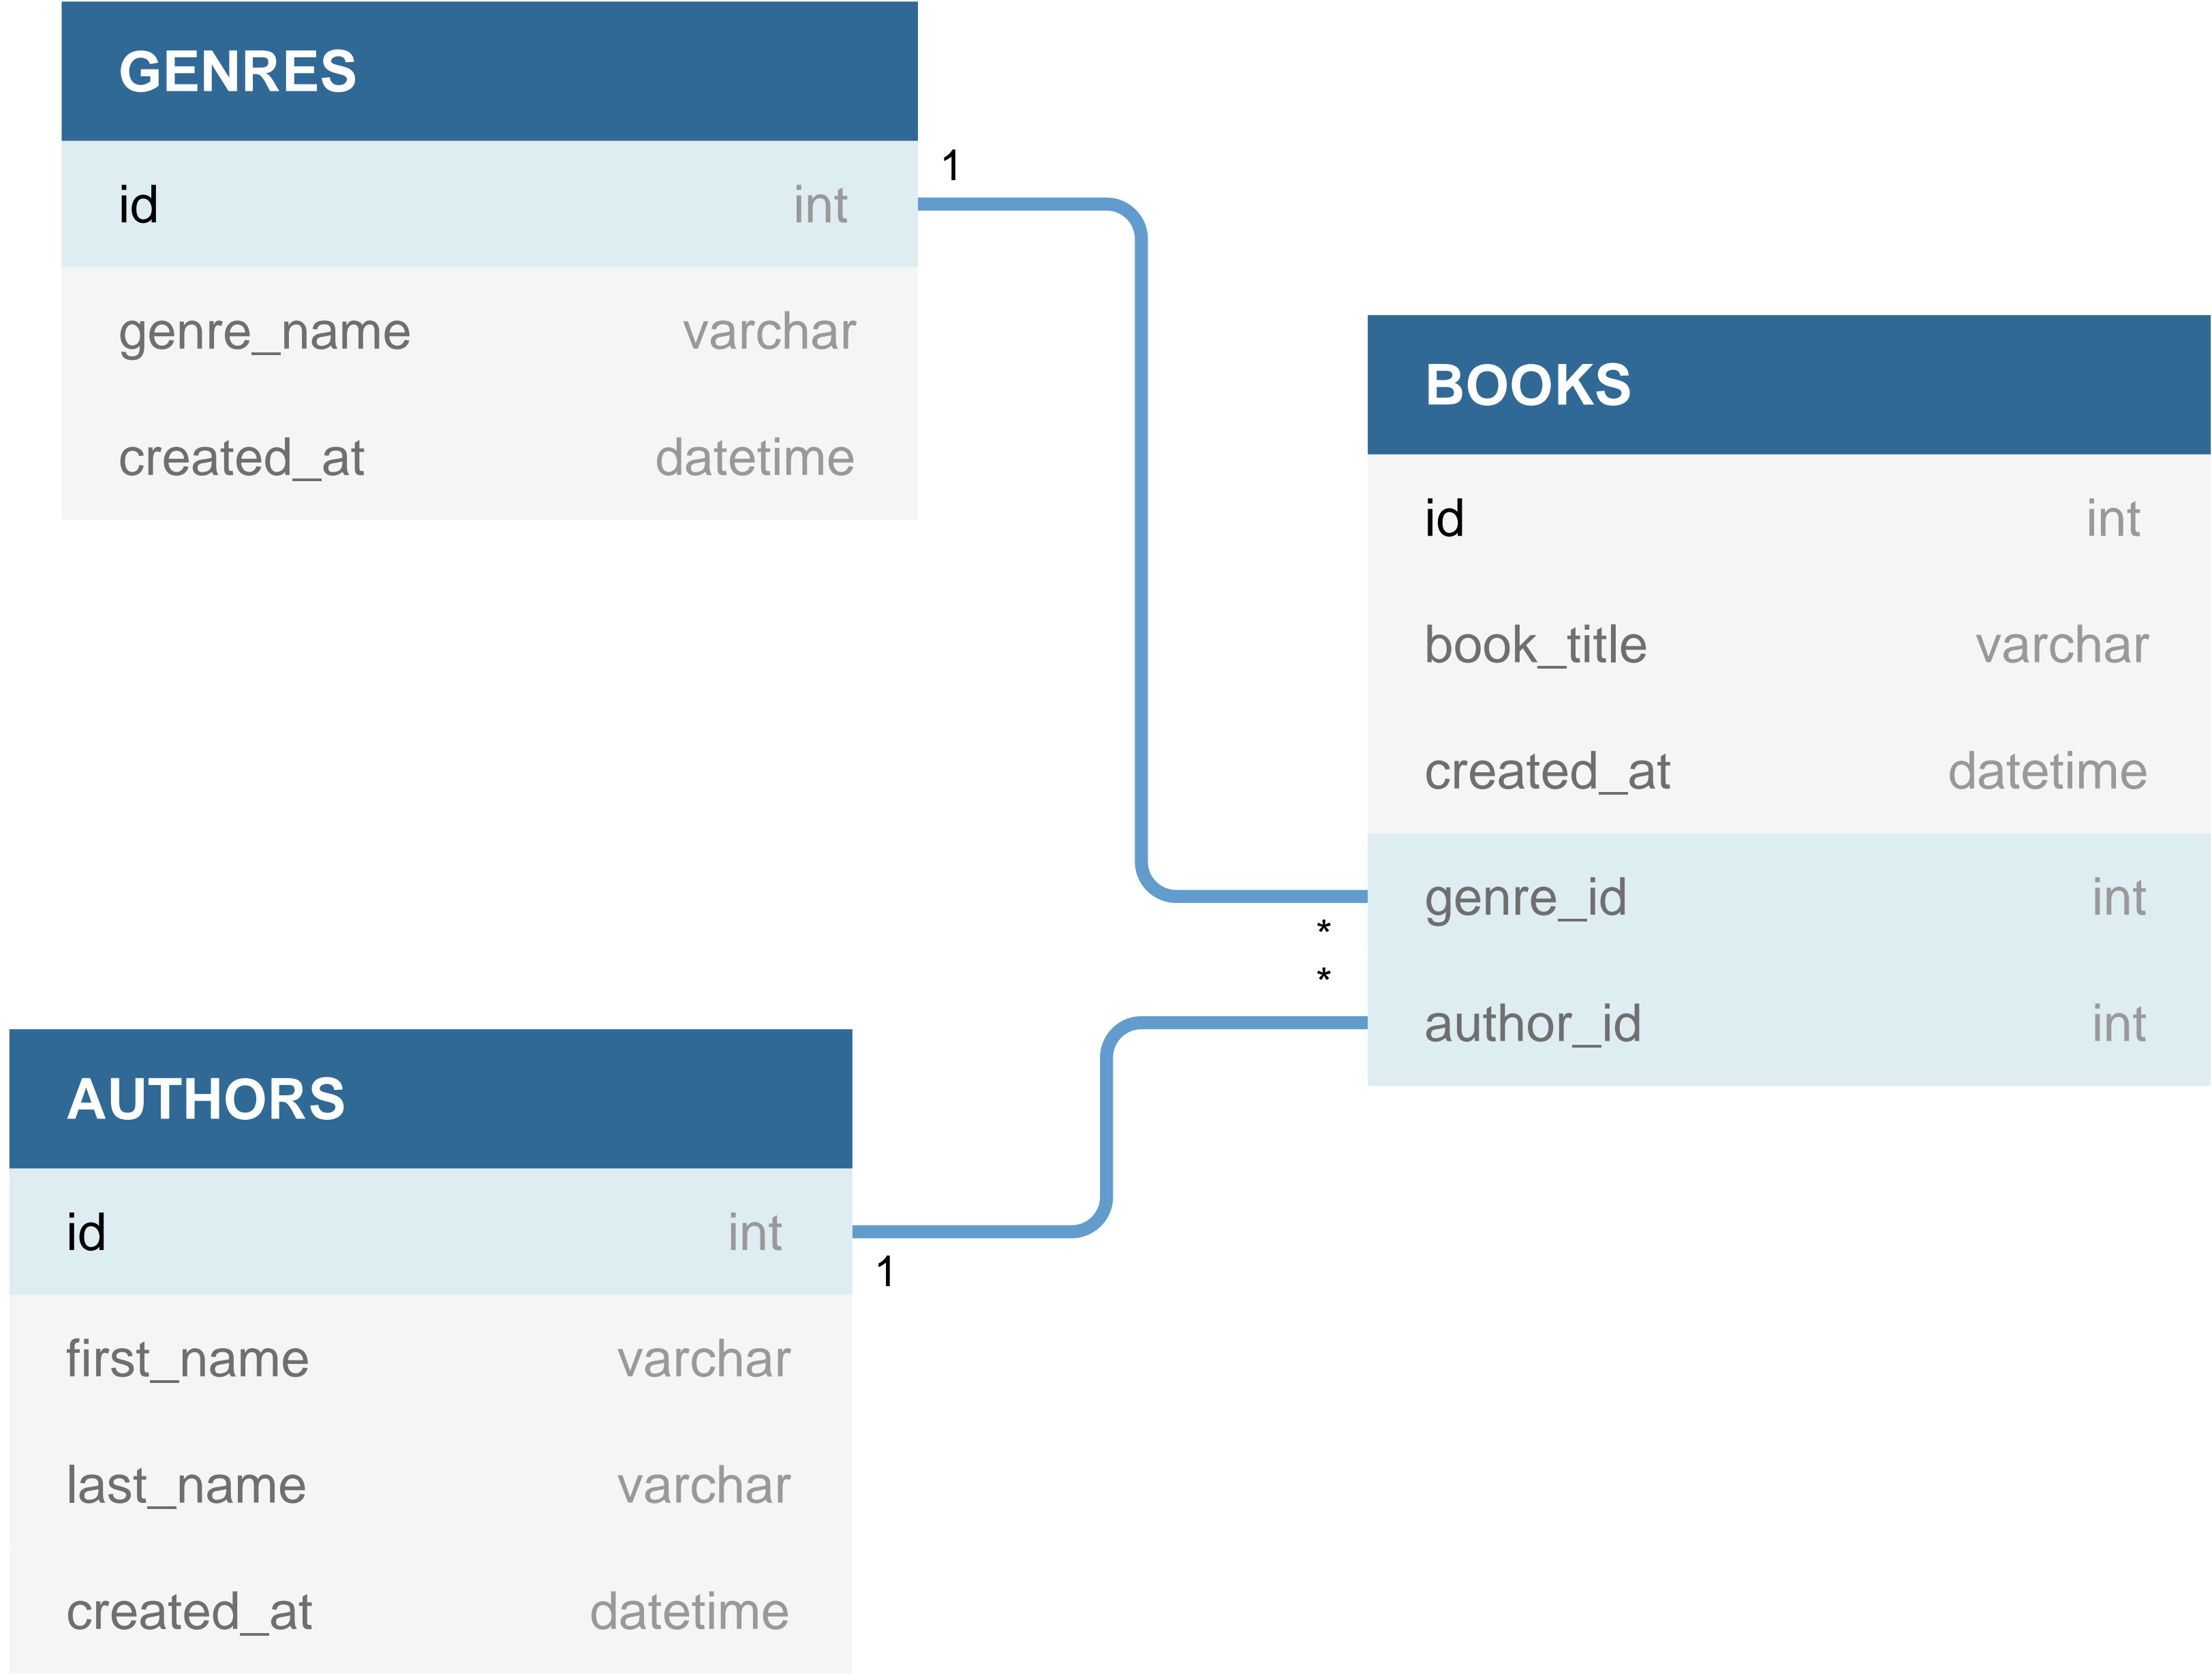 GENRES
id int
genre_name varchar
created_at datetime
1
BOOKS
id int
book_title varchar
created_at datetime
genre_id int
author_id int
*
*
AUTHORS
id int
first_name varchar
last_name varchar
created_at datetime
1